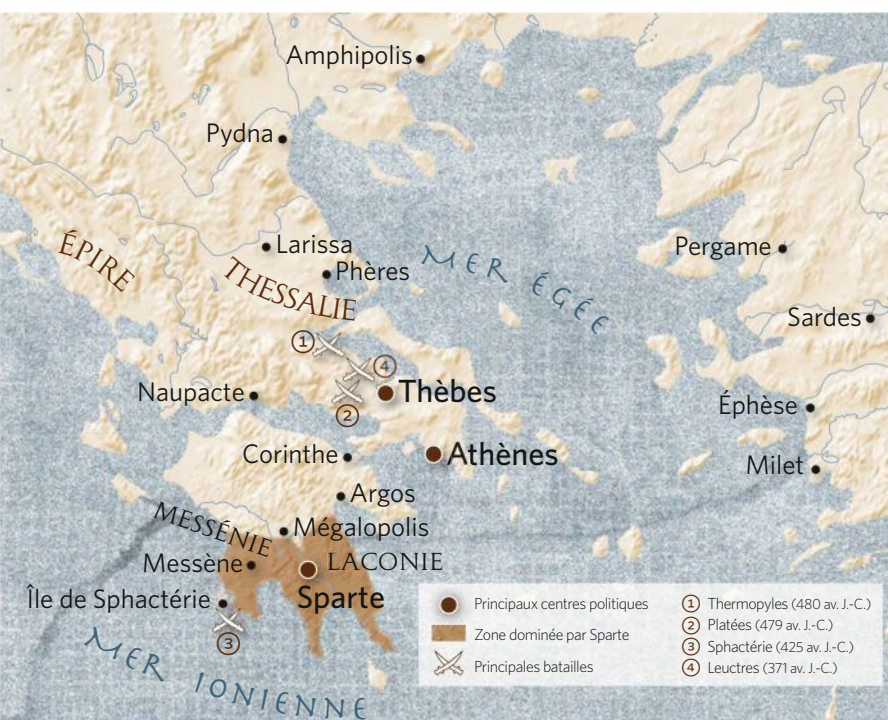 Amphipolis
Pydna
ÉPIRE
Larissa
THESSALIE
Phères
MER ÉGÉE
Pergame
Sardes
1
4
Naupacte
2
Thèbes
Éphèse
Corinthe
Athènes
Milet
Argos
MESSÉNIE
Mégalopolis
Messène
LACONIE
Île de Sphactérie
Sparte
3
MER IONIENNE
Principaux centres politiques
Zone dominée par Sparte
Principales batailles
1 Thermopyles (480 av. J.-C.)
2 Platées (479 av. J.-C.)
3 Sphactérie (425 av. J.-C.)
4 Leuctres (371 av. J.-C.)